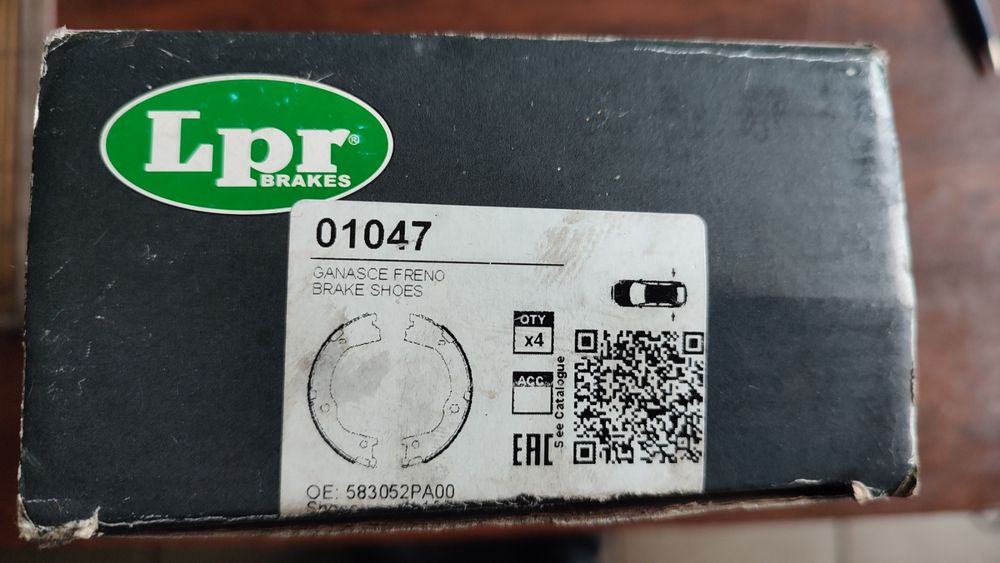 Lpr®
BRAKES
01047
GANASCE FRENO
BRAKE SHOES
QTY
x4
ACC.
See Catalogue
EAC
OE: 583052PA00